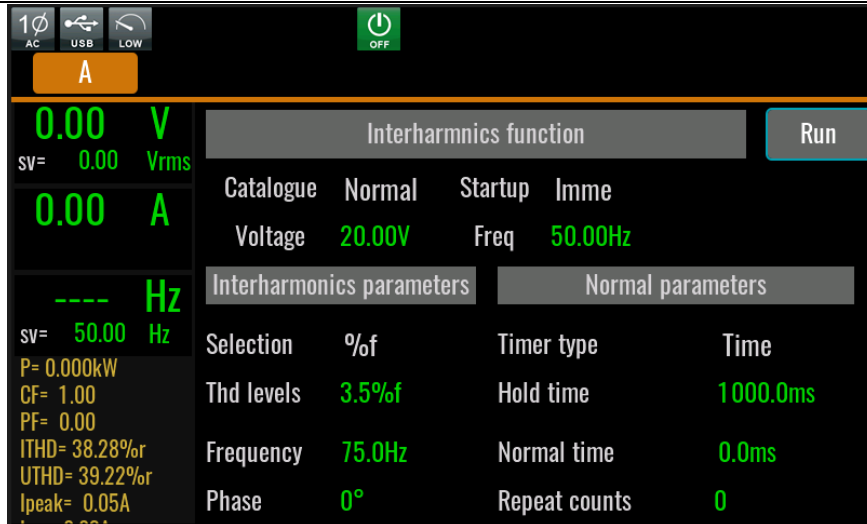 1Ø AC USB LOW OFF
A
0.00 V
sv= 0.00 Vrms
0.00 A
---- Hz
sv= 50.00 Hz
P= 0.000kW
CF= 1.00
PF= 0.00
ITHD= 38.28%r
UTHD= 39.22%r
Ipeak= 0.05A
Interharmnics function Run
Catalogue Normal Startup Imme
Voltage 20.00V Freq 50.00Hz
Interharmonics parameters Normal parameters
Selection %f Timer type Time
Thd levels 3.5%f Hold time 1000.0ms
Frequency 75.0Hz Normal time 0.0ms
Phase 0° Repeat counts 0